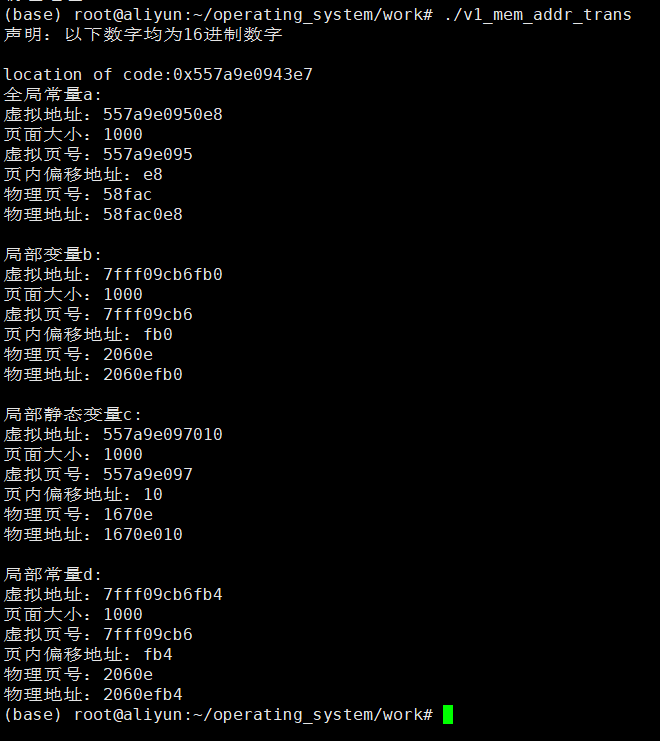 (base) root@aliyun:~/operating_system/work# ./v1_mem_addr_trans
声明：以下数字均为16进制数字
location of code:0x557a9e0943e7
全局常量a:
虚拟地址：557a9e0950e8
页面大小：1000
虚拟页号：557a9e095
页内偏移地址：e8
物理页号：58fac
物理地址：58fac0e8
局部变量b:
虚拟地址：7fff09cb6fb0
页面大小：1000
虚拟页号：7fff09cb6
页内偏移地址：fb0
物理页号：2060e
物理地址：2060efb0
局部静态变量c:
虚拟地址：557a9e097010
页面大小：1000
虚拟页号：557a9e097
页内偏移地址：10
物理页号：1670e
物理地址：1670e010
局部常量d:
虚拟地址：7fff09cb6fb4
页面大小：1000
虚拟页号：7fff09cb6
页内偏移地址：fb4
物理页号：2060e
物理地址：2060efb4
(base) root@aliyun:~/operating_system/work#